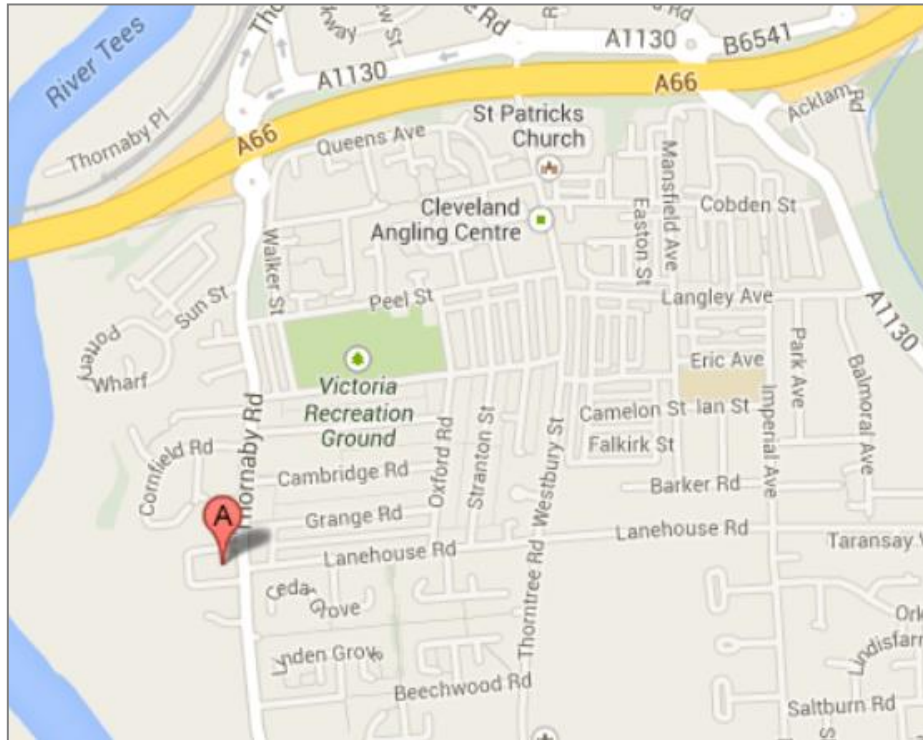 River Tees
Thornaby Pl
A1130
A1130
B6541
A66
A66
Acklam Rd
St Patricks
Church
Queens Ave
Mansfield Ave
Easton St
Cobden St
Cleveland
Angling Centre
Walker St
Sun St
Peel St
Langley Ave
A1130
Pottery
Wharf
Victoria
Recreation
Ground
Eric Ave
Park Ave
Balmoral Ave
Camelon St
Ian St
Imperial Ave
Falkirk St
Thornaby Rd
Cornfield Rd
Cambridge Rd
Oxford Rd
Stranton St
Westbury St
Barker Rd
A
Grange Rd
Lanehouse Rd
Lanehouse Rd
Taransay
Cedar
Grove
Thorntree Rd
Linden Grove
Beechwood Rd
Ork
Lindisfarn
Saltburn Rd